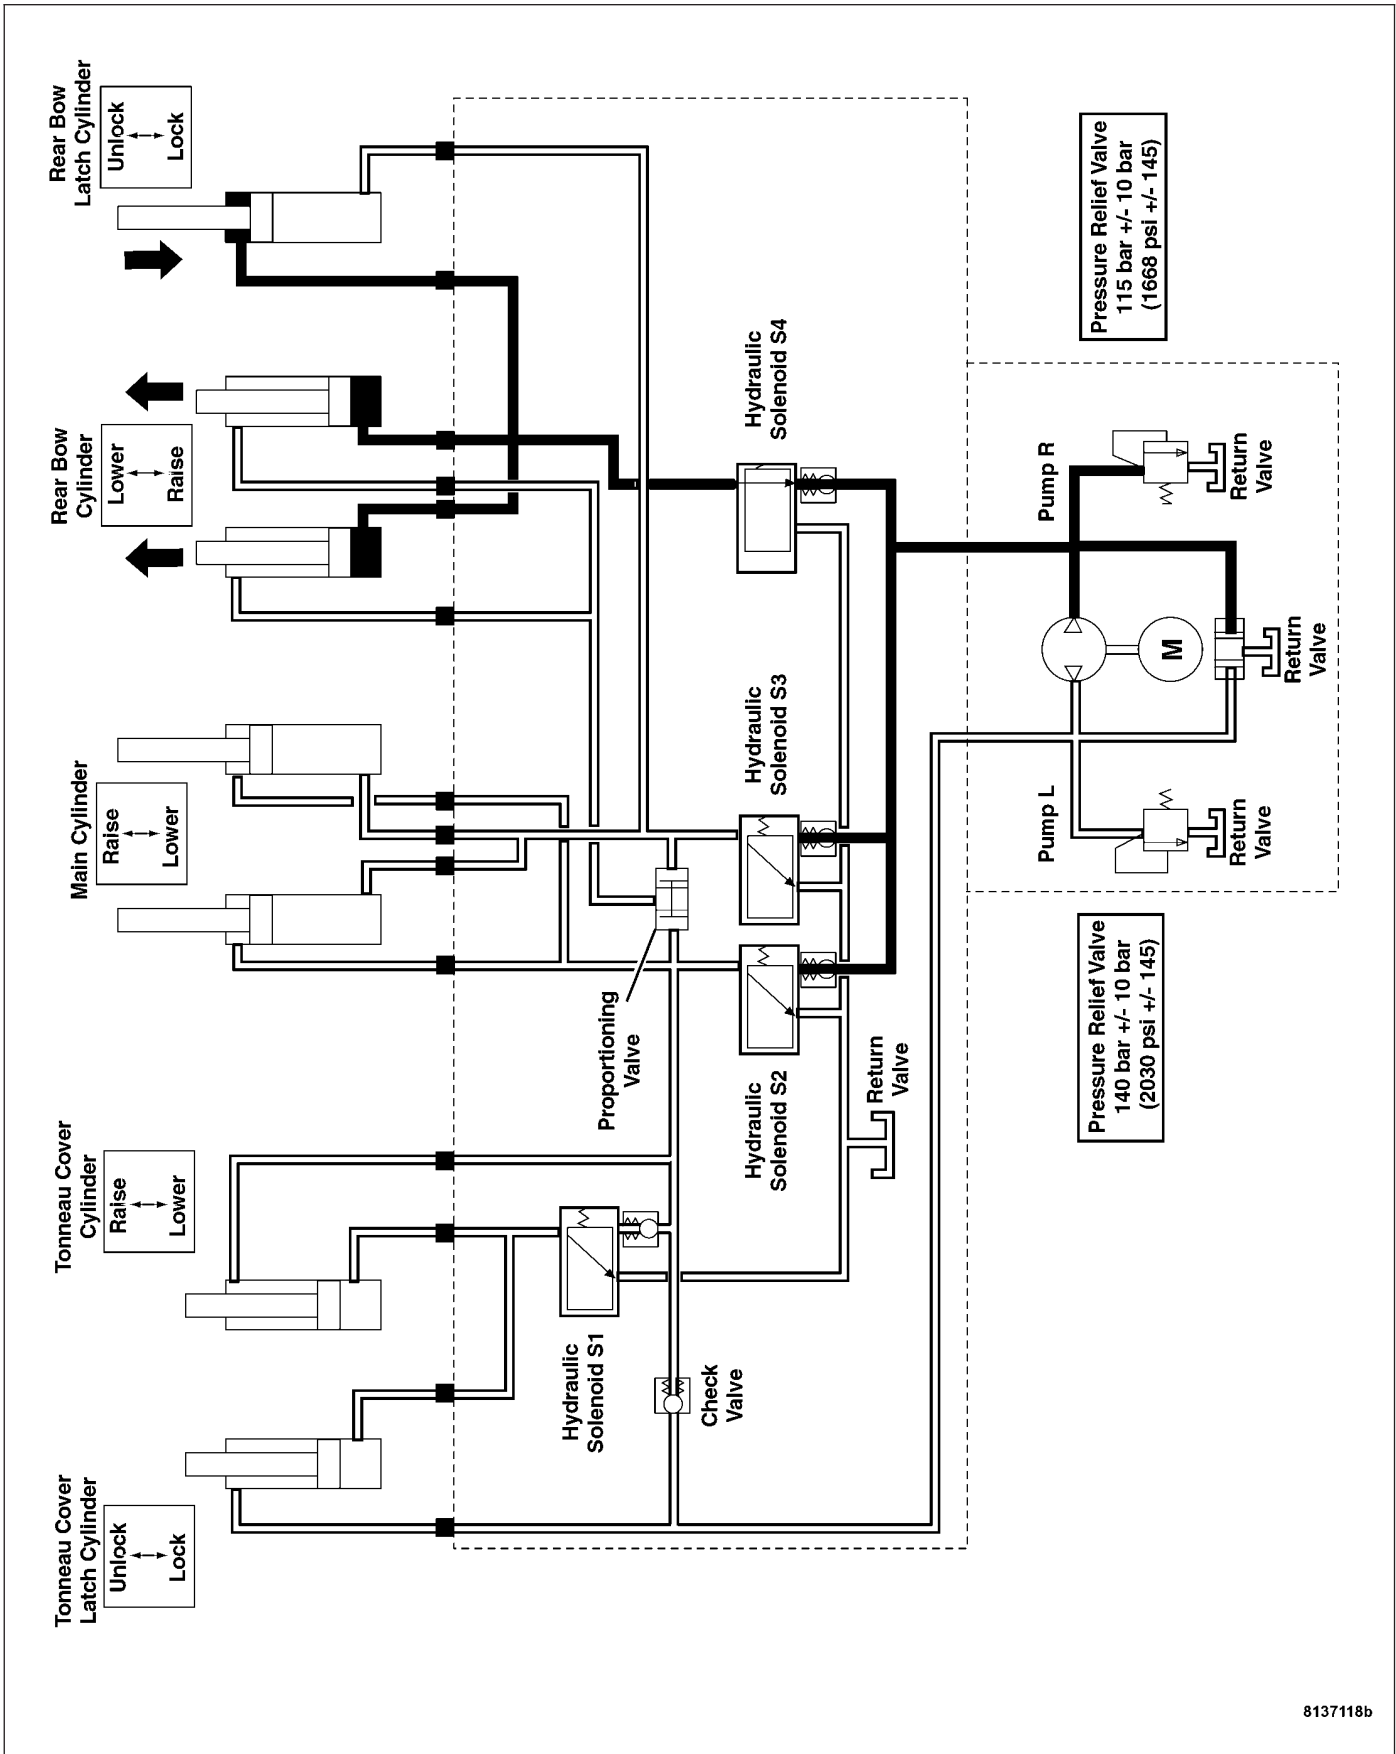 Tonneau Cover
Latch Cylinder
Unlock
Lock
Tonneau Cover
Cylinder
Raise
Lower
Main Cylinder
Raise
Lower
Rear Bow
Cylinder
Lower
Raise
Rear Bow
Latch Cylinder
Unlock
Lock
Hydraulic
Solenoid S1
Check
Valve
Proportioning
Valve
Hydraulic
Solenoid S2
Return
Valve
Hydraulic
Solenoid S3
Hydraulic
Solenoid S4
Pump L
Return
Valve
M
Return
Valve
Pump R
Return
Valve
Pressure Relief Valve
140 bar +/- 10 bar
(2030 psi +/- 145)
Pressure Relief Valve
115 bar +/- 10 bar
(1668 psi +/- 145)
8137118b